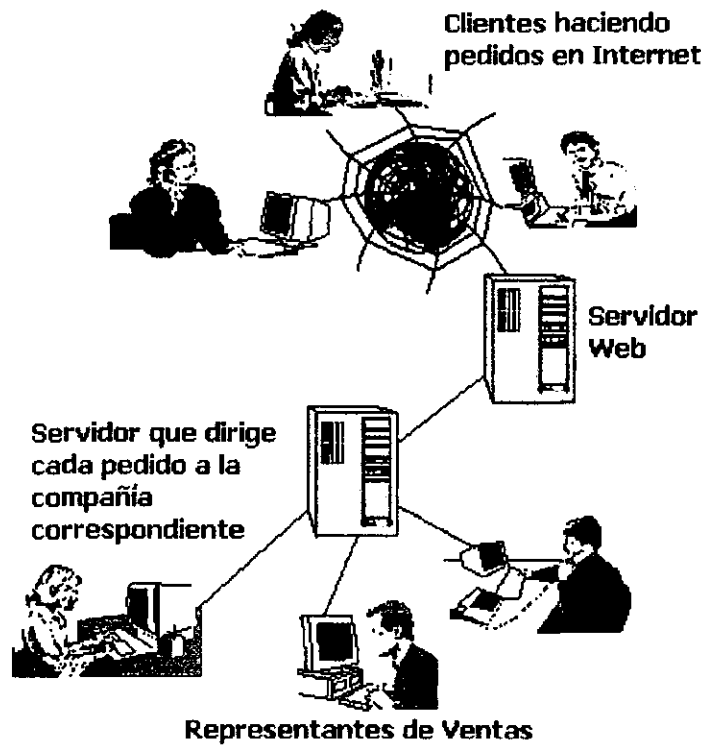 Clientes haciendo
pedidos en Internet
Servidor
Web
Servidor que dirige
cada pedido a la
compañía
correspondiente
Representantes de Ventas